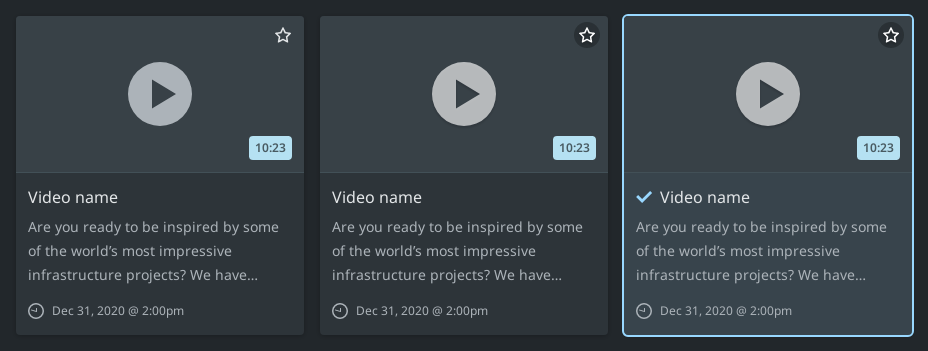 10:23
Video name
Are you ready to be inspired by some
of the world's most impressive
infrastructure projects? We have...
Dec 31, 2020 @ 2:00pm
10:23
Video name
Are you ready to be inspired by some
of the world's most impressive
infrastructure projects? We have...
Dec 31, 2020 @ 2:00pm
10:23
Video name
Are you ready to be inspired by some
of the world's most impressive
infrastructure projects? We have...
Dec 31, 2020 @ 2:00pm